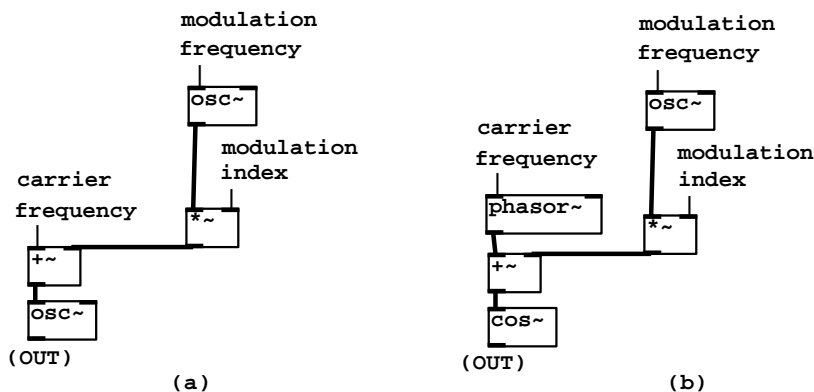 modulation
frequency
osc~
modulation
index
carrier
frequency
*~
+~
osc~
(OUT)
(a)
modulation
frequency
osc~
carrier
frequency
modulation
index
phasor~
*~
+~
cos~
(OUT)
(b)